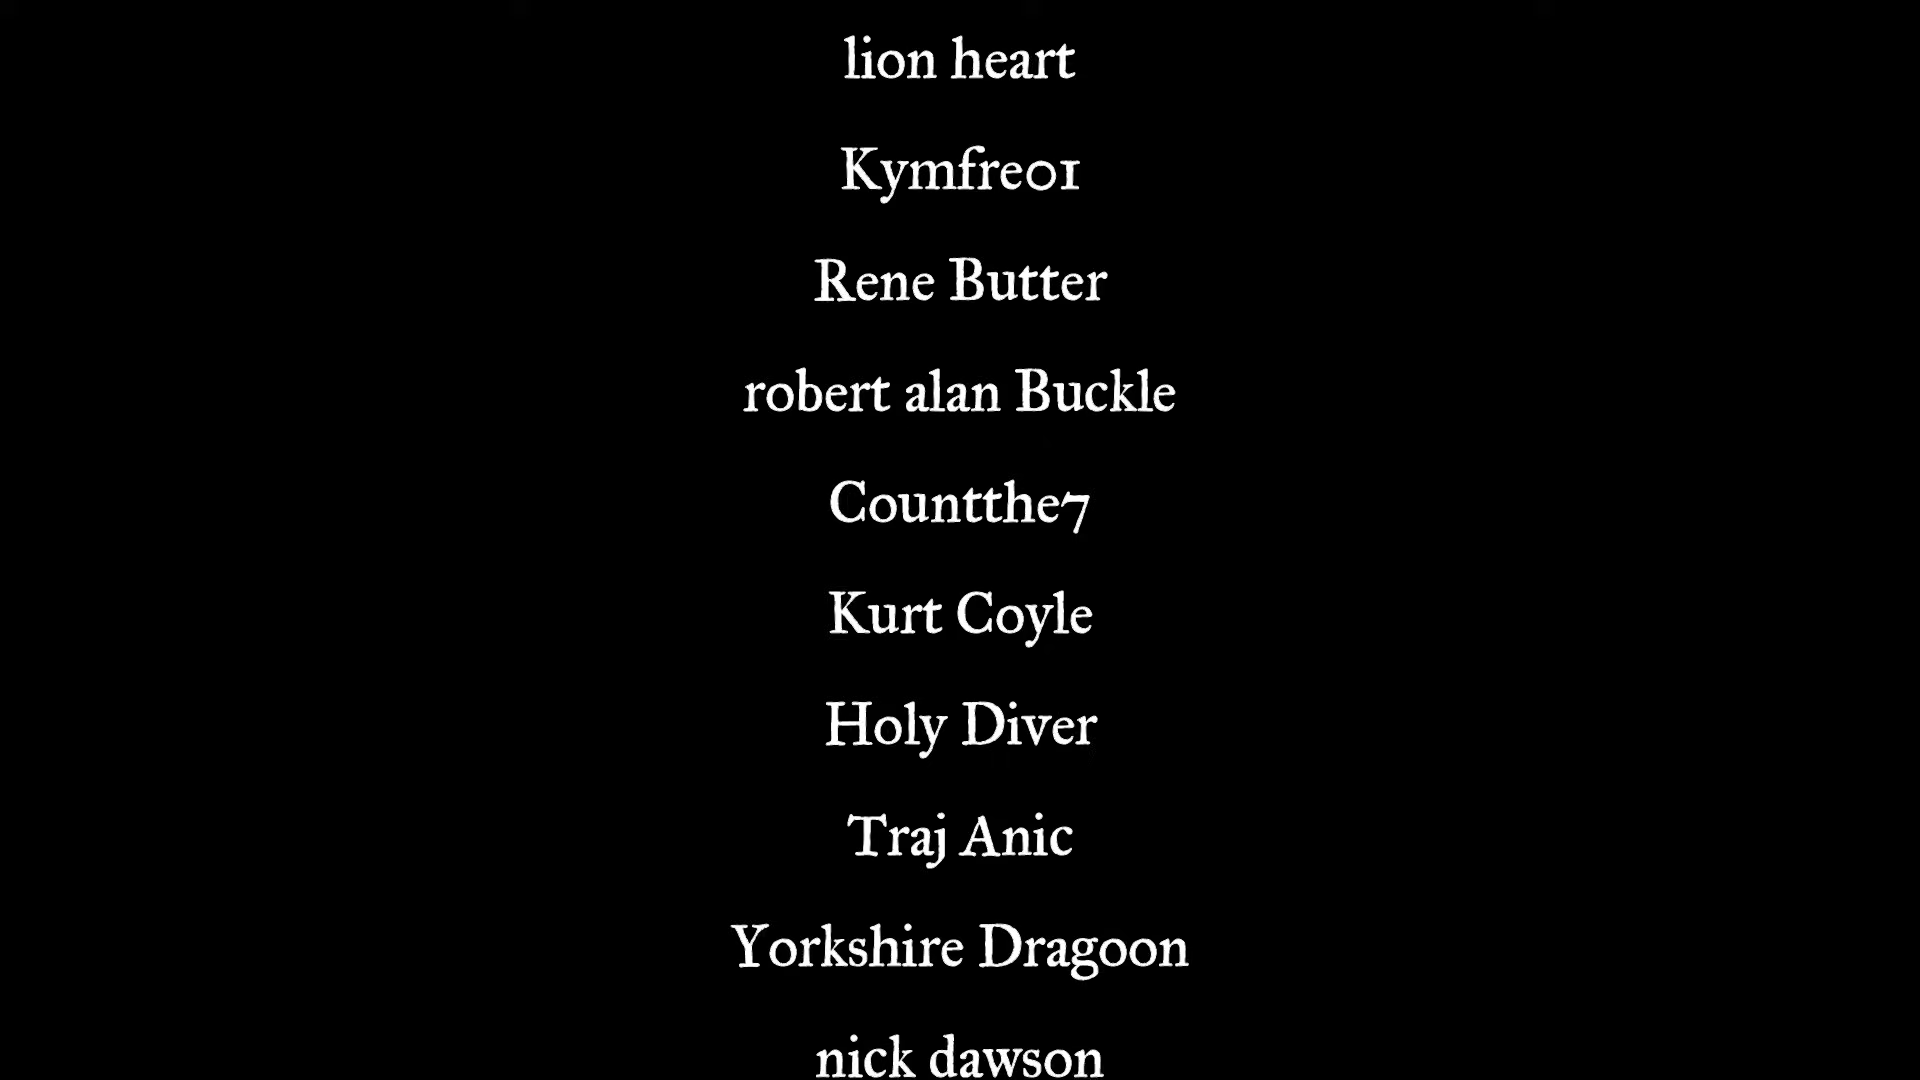 lion heart
Kymfre01
Rene Butter
robert alan Buckle
Countthe7
Kurt Coyle
Holy Diver
Traj Anic
Yorkshire Dragoon
nick dawson